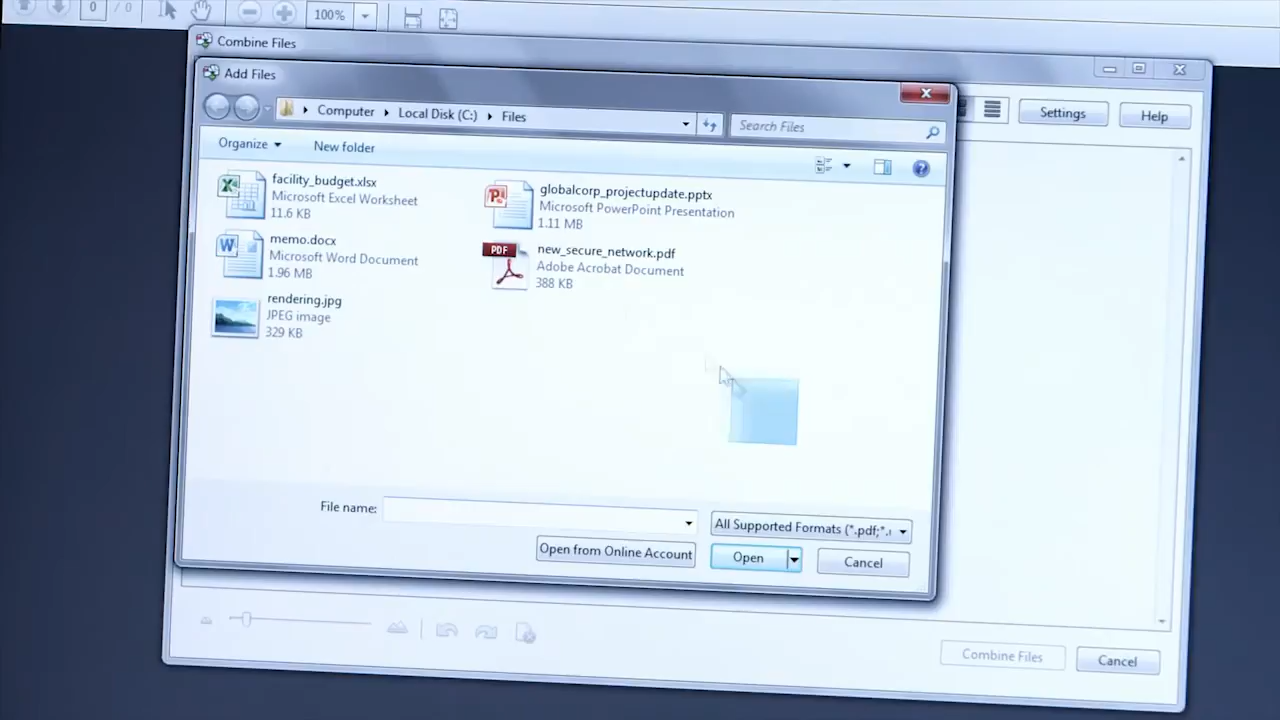 0 / 0
100%
Combine Files
Add Files
Computer
Local Disk (C:)
Files
Search Files
Settings
Help
Organize
New folder
facility_budget.xlsx
Microsoft Excel Worksheet
11.6 KB
globalcorp_projectupdate.pptx
Microsoft PowerPoint Presentation
1.11 MB
memo.docx
Microsoft Word Document
1.96 MB
PDF
new_secure_network.pdf
Adobe Acrobat Document
388 KB
rendering.jpg
JPEG image
329 KB
File name:
All Supported Formats (*.pdf;*.
Open from Online Account
Open
Cancel
Combine Files
Cancel